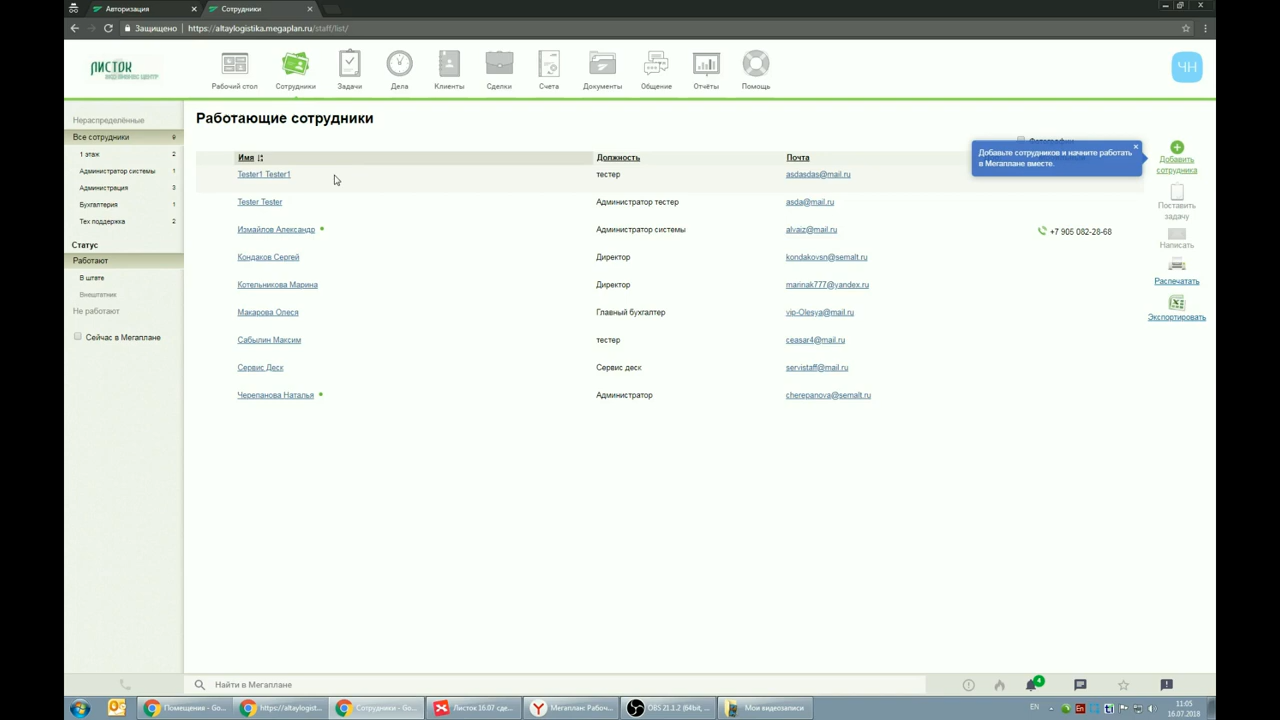 Авторизация
Сотрудники
Защищено
https://altaylogistika.megaplan.ru/staff/list/
ЛИСТОК
Рабочий стол
Сотрудники
Задачи
Дела
Клиенты
Сделки
Счета
Документы
Общение
Отчёты
Помощь
ЧН
Нераспределённые
Все сотрудники 9
1 этаж 2
Администратор системы 1
Администрация 3
Бухгалтерия 1
Тех поддержка 2
Статус
Работают
В штате
Внештатник
Не работают
Сейчас в Мегаплане
Работающие сотрудники
Имя Должность Почта
Tester1 Tester1 тестер asdasdas@mail.ru
Tester Tester Администратор тестер asda@mail.ru
Измайлов Александр Администратор системы alvaiz@mail.ru +7 905 082-28-68
Кондаков Сергей Директор kondakovsn@semalt.ru
Котельникова Марина Директор marinak777@yandex.ru
Макарова Олеся Главный бухгалтер vip-Olesya@mail.ru
Сабылин Максим тестер ceasar4@mail.ru
Сервис Деск Сервис деск servistaff@mail.ru
Черепанова Наталья Администратор cherepanova@semalt.ru
Добавьте сотрудников и начните работать
в Мегаплане вместе.
Добавить
сотрудника
Поставить
задачу
Написать
Распечатать
Экспортировать
Найти в Мегаплане
4
Помещения - Go...
https://altaylogist...
Сотрудники - Go...
Листок 16.07 сде...
Мегаплан Рабоч...
OBS 21.1.2 (64bit, ...
Мои видеозаписи
EN
En
11:05
16.07.2018